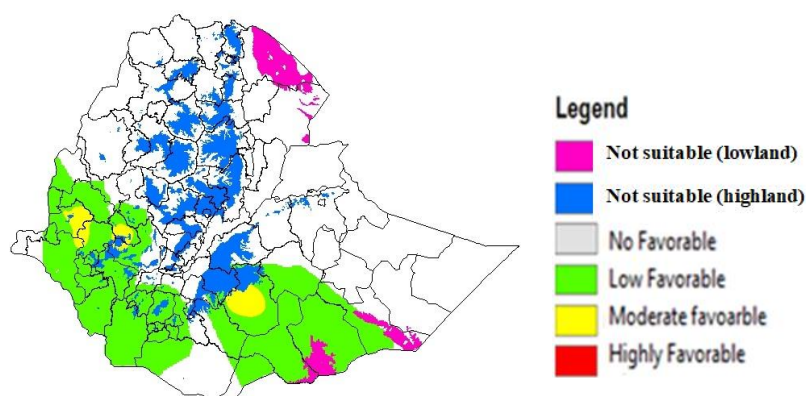 Legend
Not suitable (lowland)
Not suitable (highland)
No Favorable
Low Favorable
Moderate favoarble
Highly Favorable